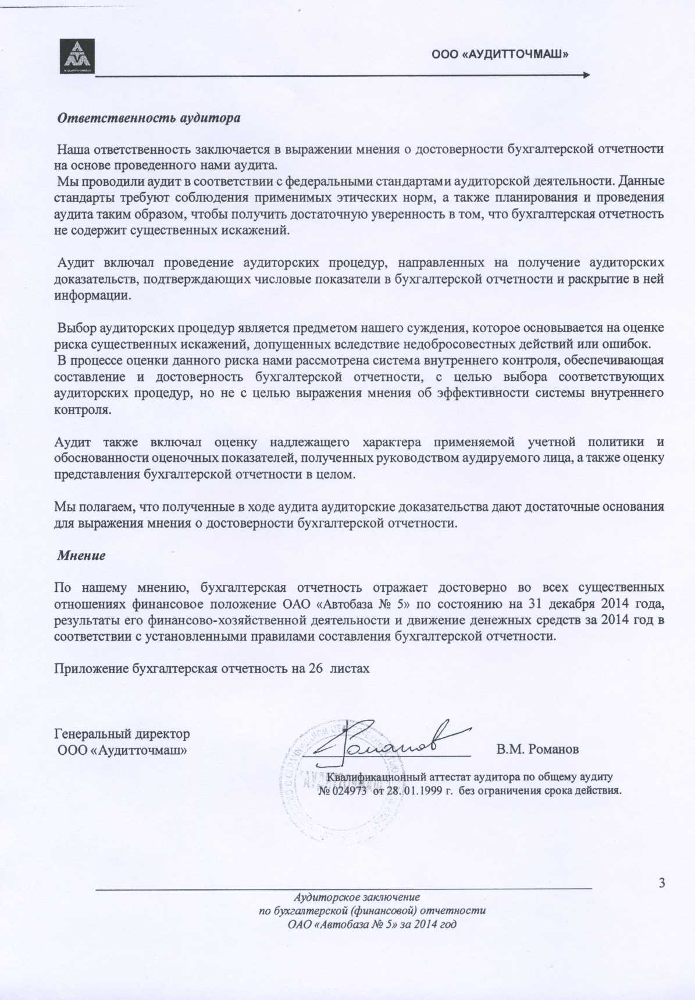 АУДИТТОЧМАШ
ООО «АУДИТТОЧМАШ»
Ответственность аудитора
Наша ответственность заключается в выражении мнения о достоверности бухгалтерской отчетности
на основе проведенного нами аудита.
Мы проводили аудит в соответствии с федеральными стандартами аудиторской деятельности. Данные
стандарты требуют соблюдения применимых этических норм, а также планирования и проведения
аудита таким образом, чтобы получить достаточную уверенность в том, что бухгалтерская отчетность
не содержит существенных искажений.
Аудит включал проведение аудиторских процедур, направленных на получение аудиторских
доказательств, подтверждающих числовые показатели в бухгалтерской отчетности и раскрытие в ней
информации.
Выбор аудиторских процедур является предметом нашего суждения, которое основывается на оценке
риска существенных искажений, допущенных вследствие недобросовестных действий или ошибок.
В процессе оценки данного риска нами рассмотрена система внутреннего контроля, обеспечивающая
составление и достоверность бухгалтерской отчетности, с целью выбора соответствующих
аудиторских процедур, но не с целью выражения мнения об эффективности системы внутреннего
контроля.
Аудит также включал оценку надлежащего характера применяемой учетной политики и
обоснованности оценочных показателей, полученных руководством аудируемого лица, а также оценку
представления бухгалтерской отчетности в целом.
Мы полагаем, что полученные в ходе аудита аудиторские доказательства дают достаточные основания
для выражения мнения о достоверности бухгалтерской отчетности.
Мнение
По нашему мнению, бухгалтерская отчетность отражает достоверно во всех существенных
отношениях финансовое положение ОАО «Автобаза № 5» по состоянию на 31 декабря 2014 года,
результаты его финансово-хозяйственной деятельности и движение денежных средств за 2014 год в
соответствии с установленными правилами составления бухгалтерской отчетности.
Приложение бухгалтерская отчетность на 26 листах
Генеральный директор
ООО «Аудитточмаш»
Романов
В.М. Романов
"АУДИТТОЧМАШ"
Квалификационный аттестат аудитора по общему аудиту
№ 024973 от 28.01.1999 г. без ограничения срока действия.
3
Аудиторское заключение
по бухгалтерской (финансовой) отчетности
ОАО «Автобаза № 5» за 2014 год